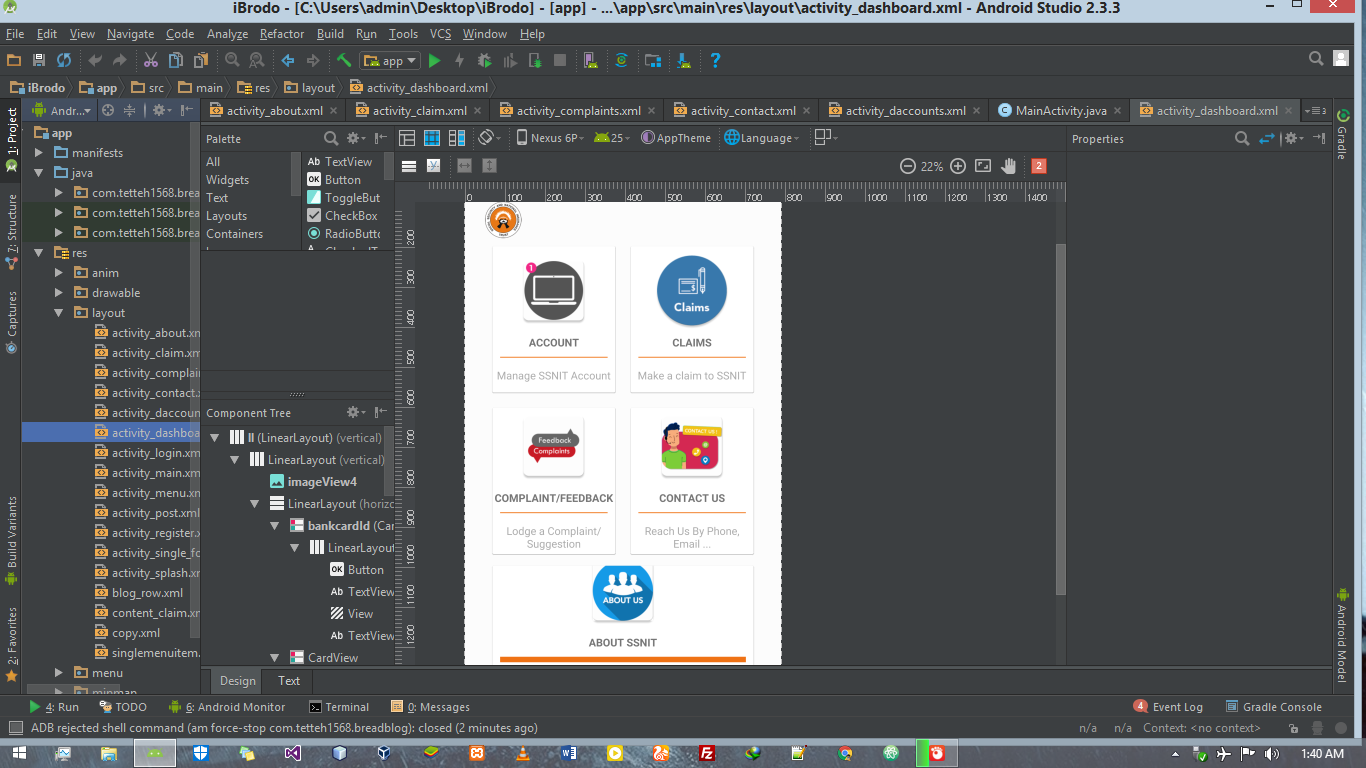 iBrodo - [C:\Users\admin\Desktop\iBrodo] - [app] - ...\app\src\main\res\layout\activity_dashboard.xml - Android Studio 2.3.3
File Edit View Navigate Code Analyze Refactor Build Run Tools VCS Window Help
app
iBrodo app src main res layout activity_dashboard.xml
Andr... activity_about.xml activity_claim.xml activity_complaints.xml activity_contact.xml activity_daccounts.xml MainActivity.java activity_dashboard.xml 3
1: Project
7: Structure
Captures
Build Variants
2: Favorites
app
manifests
java
com.tetteh1568.brea
com.tetteh1568.brea
com.tetteh1568.brea
res
anim
drawable
layout
activity_about.xm
activity_claim.xm
activity_complai
activity_contact.x
activity_daccoun
activity_dashboa
activity_login.xm
activity_main.xm
activity_menu.xm
activity_post.xml
activity_register.x
activity_single_fo
activity_splash.xm
blog_row.xml
content_claim.xm
copy.xml
singlemenuitem.
menu
mipmap
Palette
All
Widgets
Text
Layouts
Containers
Ab TextView
OK Button
ToggleBut
CheckBox
RadioButto
Component Tree
ll (LinearLayout) (vertical)
LinearLayout (vertical)
imageView4
LinearLayout (horizo
bankcardId (Car
LinearLayout
OK Button
Ab TextView
View
Ab TextView
CardView
Nexus 6P 25 AppTheme Language
22% 2
0 100 200 300 400 500 600 700 800 900 1000 1100 1200 1300 1400
200
300
400
500
600
700
800
900
1000
1100
1200
1
Claims
ACCOUNT CLAIMS
Manage SSNIT Account Make a claim to SSNIT
Feedback
Complaints
CONTACT US !
COMPLAINT/FEEDBACK CONTACT US
Lodge a Complaint/
Suggestion
Reach Us By Phone,
Email ...
ABOUT US
ABOUT SSNIT
Properties
Gradle
Android Model
Design Text
4: Run TODO 6: Android Monitor Terminal 0: Messages 4 Event Log Gradle Console
ADB rejected shell command (am force-stop com.tetteh1568.breadblog): closed (2 minutes ago) n/a n/a Context: <no context>
1:40 AM